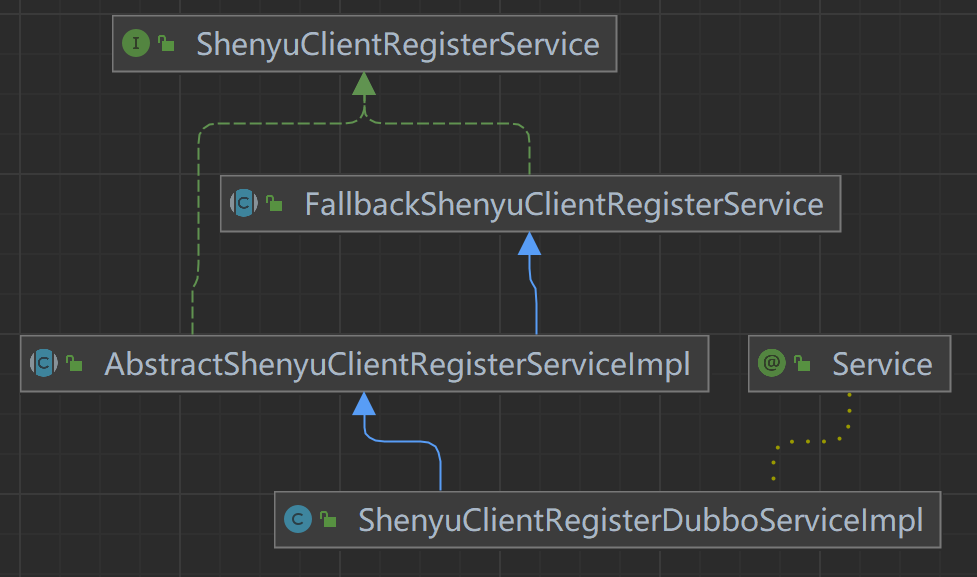 I ShenyuClientRegisterService
C FallbackShenyuClientRegisterService
C AbstractShenyuClientRegisterServiceImpl
@ Service
C ShenyuClientRegisterDubboServiceImpl